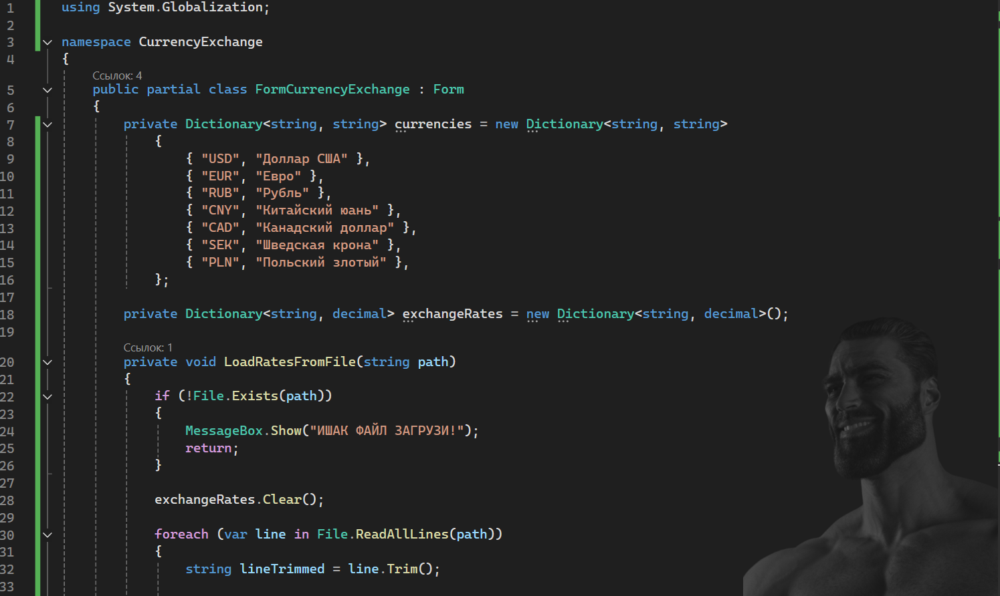 1 using System.Globalization;
2
3 namespace CurrencyExchange
4 {
Ссылок: 4
5 public partial class FormCurrencyExchange : Form
6 {
7 private Dictionary<string, string> currencies = new Dictionary<string, string>
8 {
9 { "USD", "Доллар США" },
10 { "EUR", "Евро" },
11 { "RUB", "Рубль" },
12 { "CNY", "Китайский юань" },
13 { "CAD", "Канадский доллар" },
14 { "SEK", "Шведская крона" },
15 { "PLN", "Польский злотый" },
16 };
17
18 private Dictionary<string, decimal> exchangeRates = new Dictionary<string, decimal>();
19
Ссылок: 1
20 private void LoadRatesFromFile(string path)
21 {
22 if (!File.Exists(path))
23 {
24 MessageBox.Show("ИШАК ФАЙЛ ЗАГРУЗИ!");
25 return;
26 }
27
28 exchangeRates.Clear();
29
30 foreach (var line in File.ReadAllLines(path))
31 {
32 string lineTrimmed = line.Trim();
33